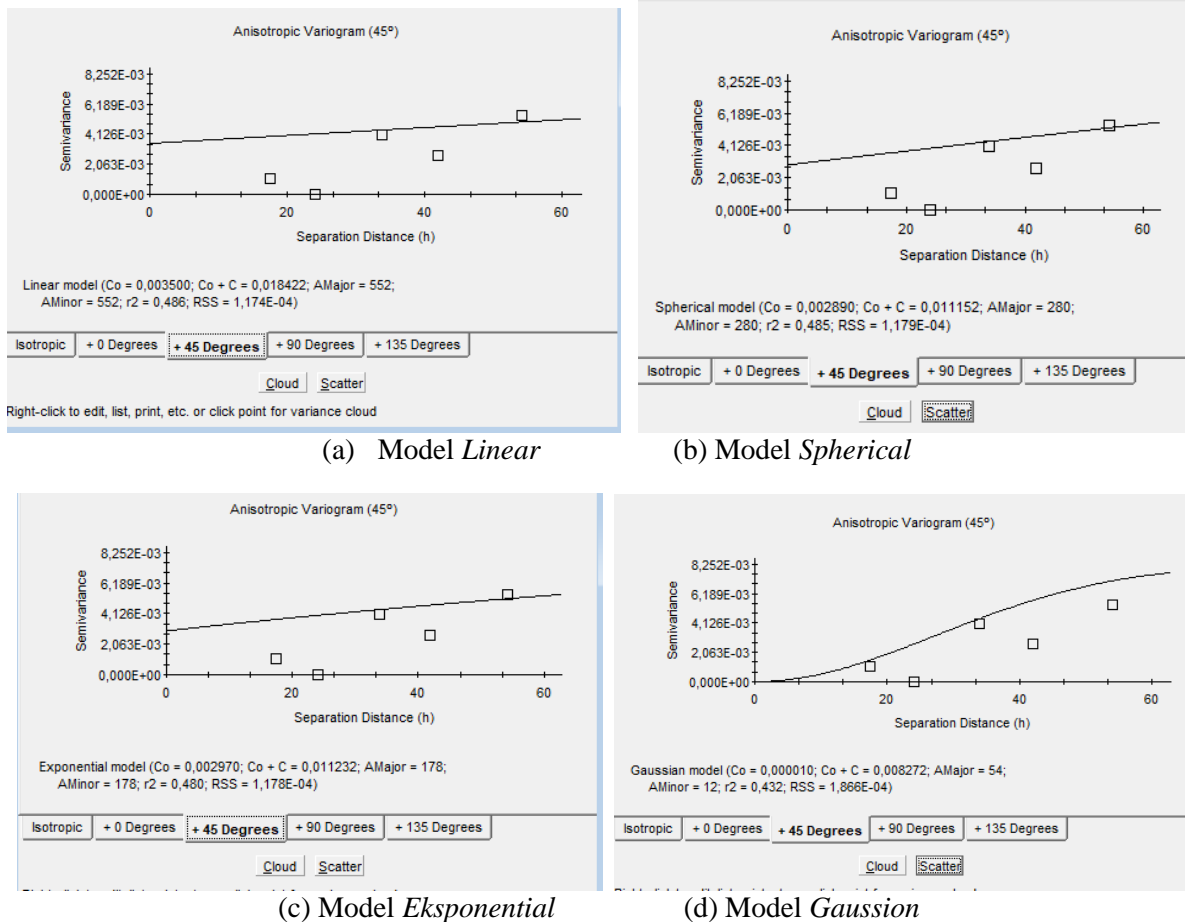 Anisotropic Variogram (45º)
8,252E-03
6,189E-03
4,126E-03
2,063E-03
0,000E+00
Semivariance
0 20 40 60
Separation Distance (h)
Linear model (Co = 0,003500; Co + C = 0,018422; AMajor = 552;
AMinor = 552; r2 = 0,486; RSS = 1,174E-04)
Isotropic + 0 Degrees + 45 Degrees + 90 Degrees + 135 Degrees
Cloud Scatter
Right-click to edit, list, print, etc. or click point for variance cloud
(a) Model Linear
Anisotropic Variogram (45º)
8,252E-03
6,189E-03
4,126E-03
2,063E-03
0,000E+00
Semivariance
0 20 40 60
Separation Distance (h)
Spherical model (Co = 0,002890; Co + C = 0,011152; AMajor = 280;
AMinor = 280; r2 = 0,485; RSS = 1,179E-04)
Isotropic + 0 Degrees + 45 Degrees + 90 Degrees + 135 Degrees
Cloud Scatter
(b) Model Spherical
Anisotropic Variogram (45º)
8,252E-03
6,189E-03
4,126E-03
2,063E-03
0,000E+00
Semivariance
0 20 40 60
Separation Distance (h)
Exponential model (Co = 0,002970; Co + C = 0,011232; AMajor = 178;
AMinor = 178; r2 = 0,480; RSS = 1,178E-04)
Isotropic + 0 Degrees + 45 Degrees + 90 Degrees + 135 Degrees
Cloud Scatter
(c) Model Eksponential
Anisotropic Variogram (45º)
8,252E-03
6,189E-03
4,126E-03
2,063E-03
0,000E+00
Semivariance
0 20 40 60
Separation Distance (h)
Gaussian model (Co = 0,000010; Co + C = 0,008272; AMajor = 54;
AMinor = 12; r2 = 0,432; RSS = 1,866E-04)
Isotropic + 0 Degrees + 45 Degrees + 90 Degrees + 135 Degrees
Cloud Scatter
(d) Model Gaussion